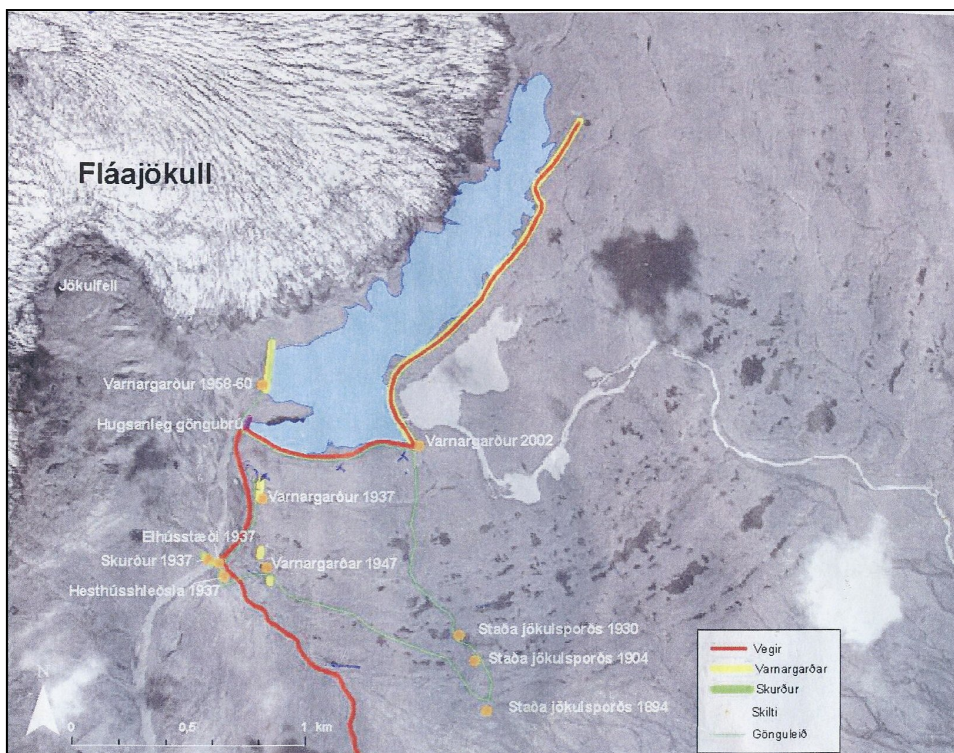 Fláajökull
Jökulfell
Varnargarður 1958-60
Hugsanleg göngubrú
Varnargarður 2002
Varnargarður 1937
Elhússtæði 1937
Skurður 1937
Varnargarðar 1947
Hesthússhleðsla 1937
Staða jökulsporðs 1930
Staða jökulsporðs 1904
Staða jökulsporðs 1894
Vegir
Varnargarðar
Skurður
Skilti
Gönguleið
N
0 0,5 1 km